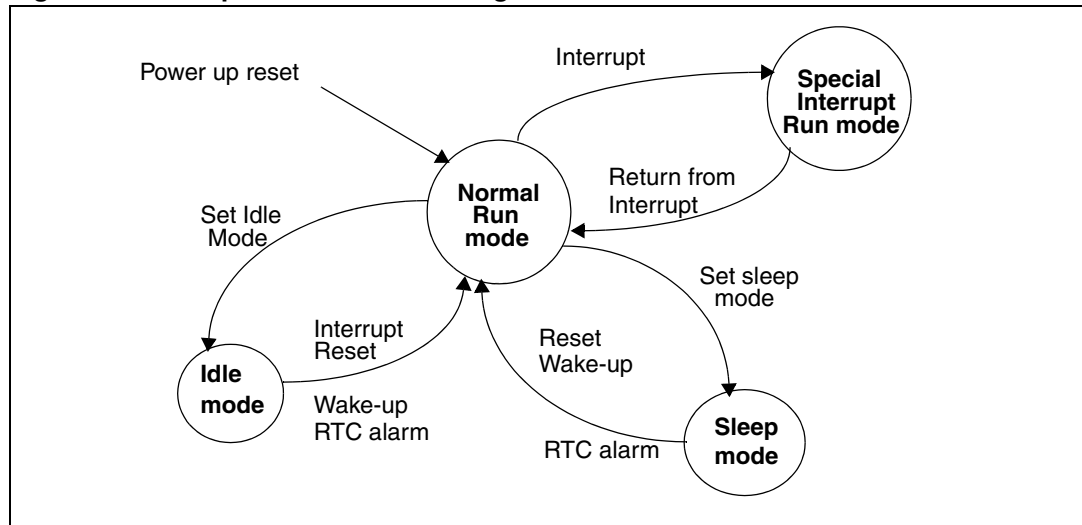 Power up reset
Interrupt
Special
Interrupt
Run mode
Normal
Run
mode
Return from
Interrupt
Set Idle
Mode
Set sleep
mode
Interrupt
Reset
Wake-up
RTC alarm
Reset
Wake-up
RTC alarm
Idle
mode
Sleep
mode